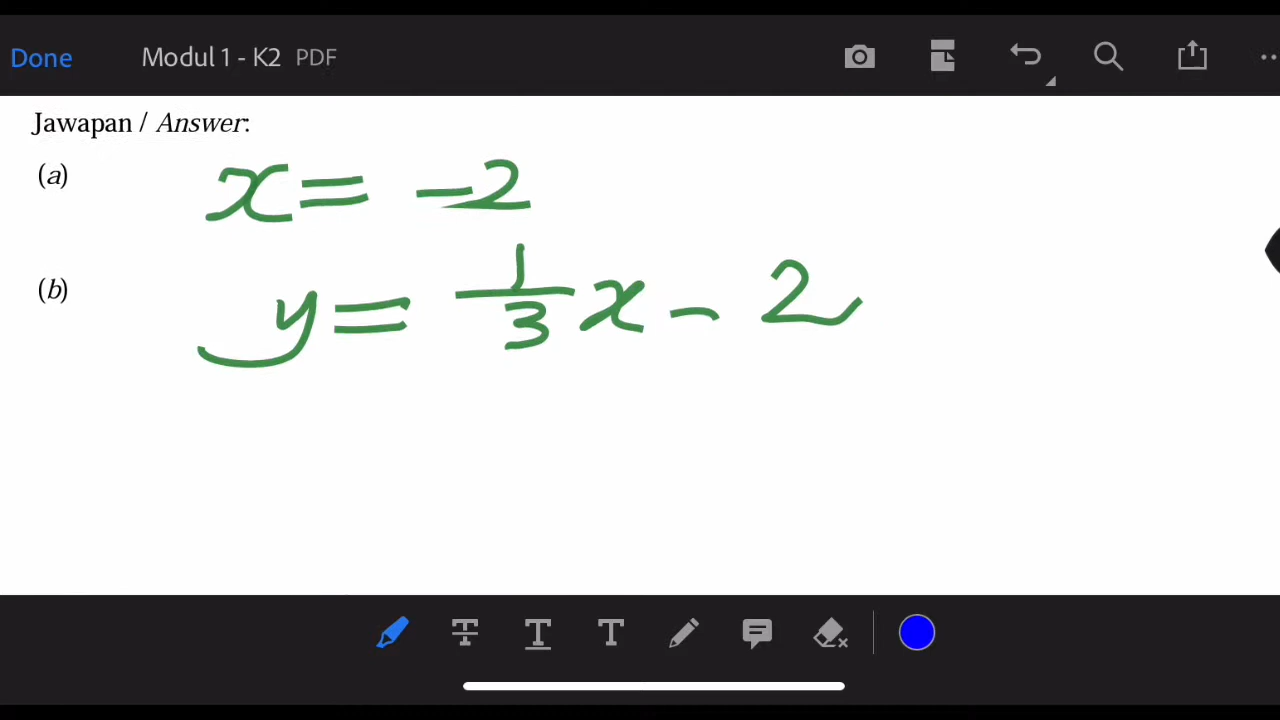 Done Modul 1 - K2 PDF
Jawapan / Answer:
(a) x = -2
(b) y = 1/3 x - 2
T T T